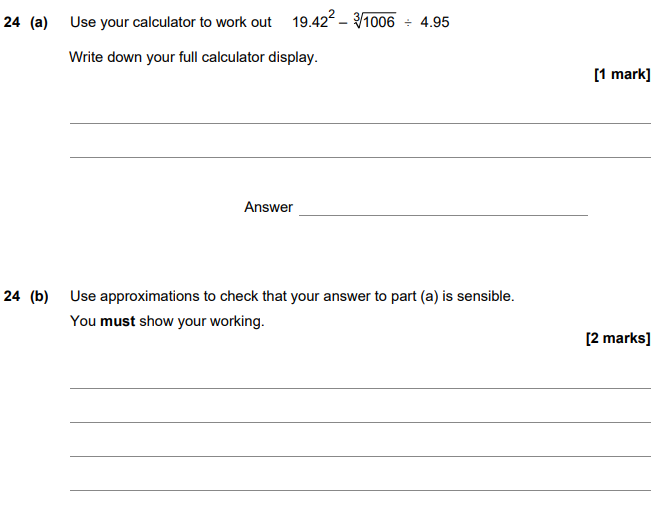 24 (a) Use your calculator to work out 19.42² – ∛1006 ÷ 4.95
Write down your full calculator display.
[1 mark]
Answer
24 (b) Use approximations to check that your answer to part (a) is sensible.
You must show your working.
[2 marks]